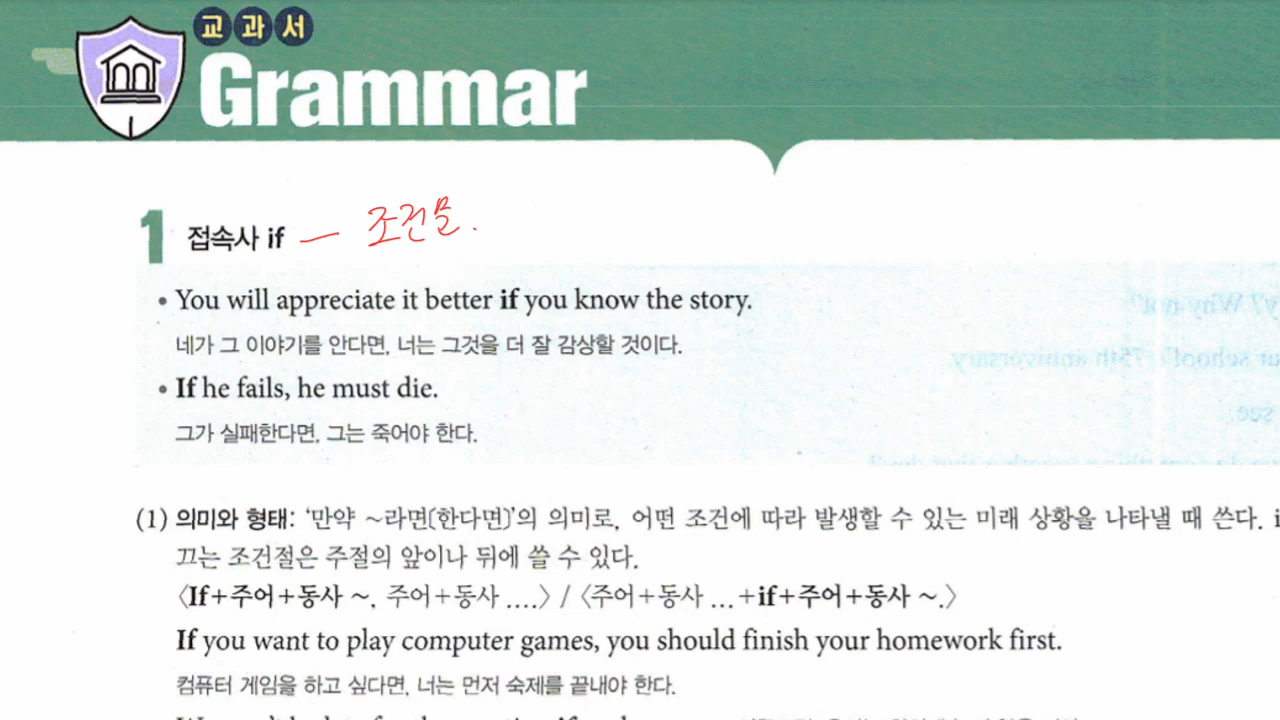 교과서
Grammar
1 접속사 if — 조건문.
• You will appreciate it better if you know the story.
네가 그 이야기를 안다면, 너는 그것을 더 잘 감상할 것이다.
• If he fails, he must die.
그가 실패한다면, 그는 죽어야 한다.
(1) 의미와 형태: ‘만약 ~라면(한다면)’의 의미로, 어떤 조건에 따라 발생할 수 있는 미래 상황을 나타낼 때 쓴다. i
끄는 조건절은 주절의 앞이나 뒤에 쓸 수 있다.
〈If+주어+동사 ~, 주어+동사 ....〉 / 〈주어+동사 ...+if+주어+동사 ~.〉
If you want to play computer games, you should finish your homework first.
컴퓨터 게임을 하고 싶다면, 너는 먼저 숙제를 끝내야 한다.